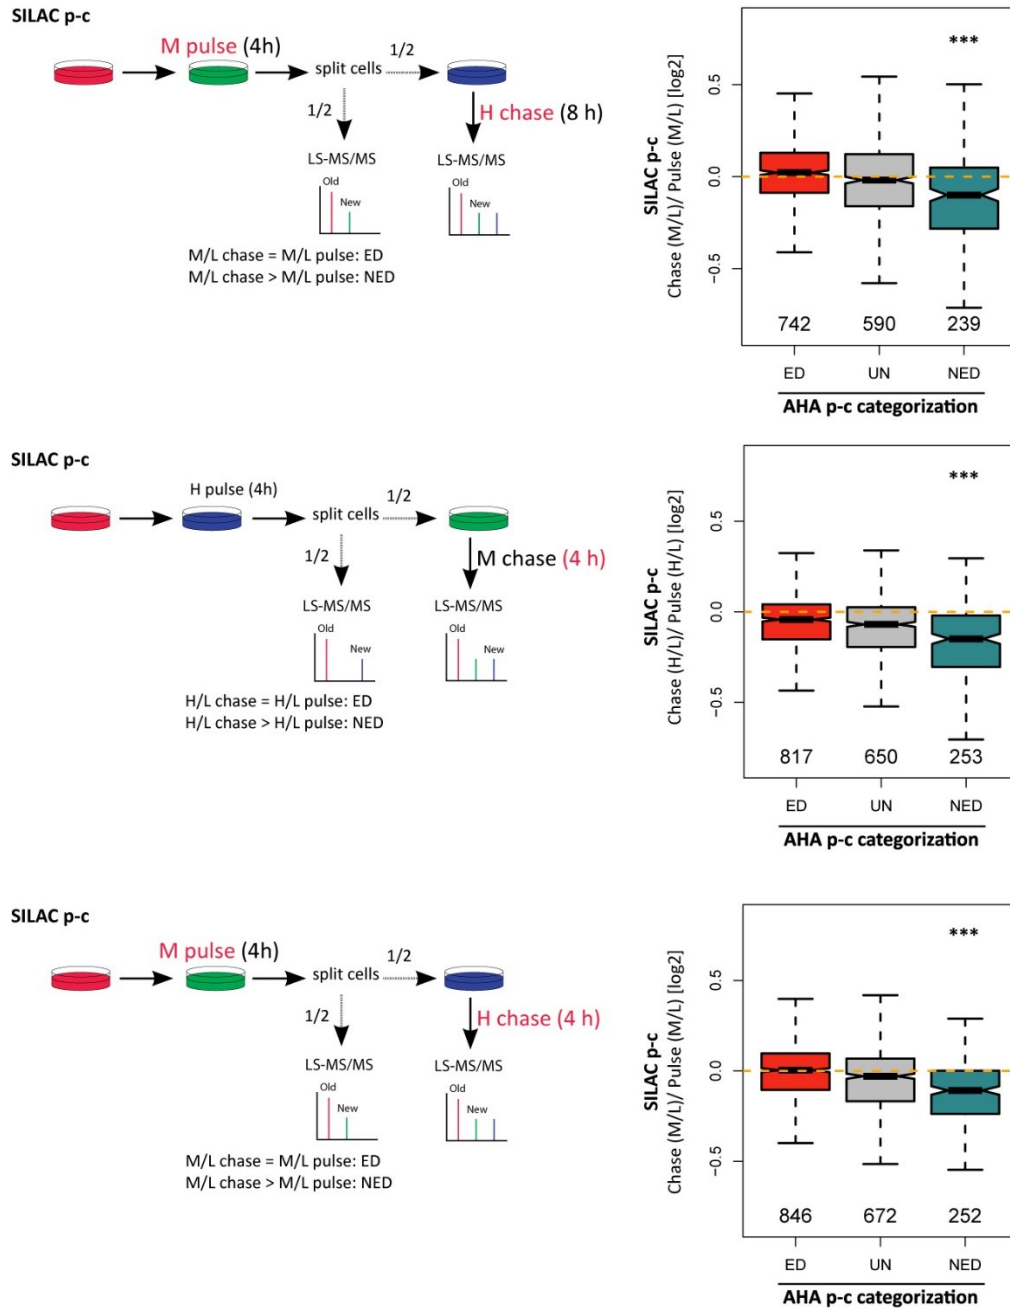 SILAC p-c
M pulse (4h)
split cells
1/2
1/2
H chase (8 h)
LS-MS/MS
LS-MS/MS
Old
New
Old
New
M/L chase = M/L pulse: ED
M/L chase > M/L pulse: NED
SILAC p-c
Chase (M/L)/ Pulse (M/L) [log2]
0.5
0.0
−0.5
***
742
590
239
ED
UN
NED
AHA p-c categorization
SILAC p-c
H pulse (4h)
split cells
1/2
1/2
M chase (4 h)
LS-MS/MS
LS-MS/MS
Old
New
Old
New
H/L chase = H/L pulse: ED
H/L chase > H/L pulse: NED
SILAC p-c
Chase (H/L)/ Pulse (H/L) [log2]
0.5
0.0
−0.5
***
817
650
253
ED
UN
NED
AHA p-c categorization
SILAC p-c
M pulse (4h)
split cells
1/2
1/2
H chase (4 h)
LS-MS/MS
LS-MS/MS
Old
New
Old
New
M/L chase = M/L pulse: ED
M/L chase > M/L pulse: NED
SILAC p-c
Chase (M/L)/ Pulse (M/L) [log2]
0.5
0.0
−0.5
***
846
672
252
ED
UN
NED
AHA p-c categorization